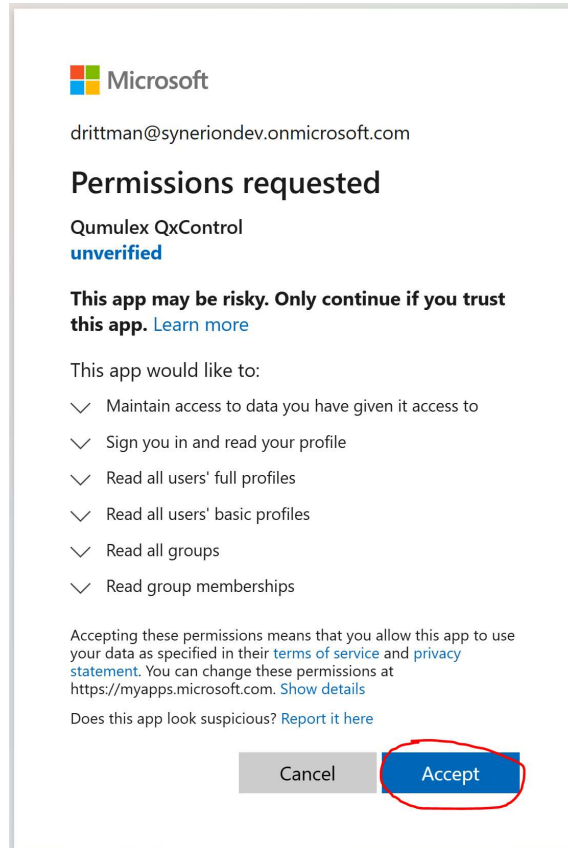 Microsoft
drittman@syneriondev.onmicrosoft.com
Permissions requested
Qumulex QxControl
unverified
This app may be risky. Only continue if you trust
this app. Learn more
This app would like to:
Maintain access to data you have given it access to
Sign you in and read your profile
Read all users' full profiles
Read all users' basic profiles
Read all groups
Read group memberships
Accepting these permissions means that you allow this app to use
your data as specified in their terms of service and privacy
statement. You can change these permissions at
https://myapps.microsoft.com. Show details
Does this app look suspicious? Report it here
Cancel Accept